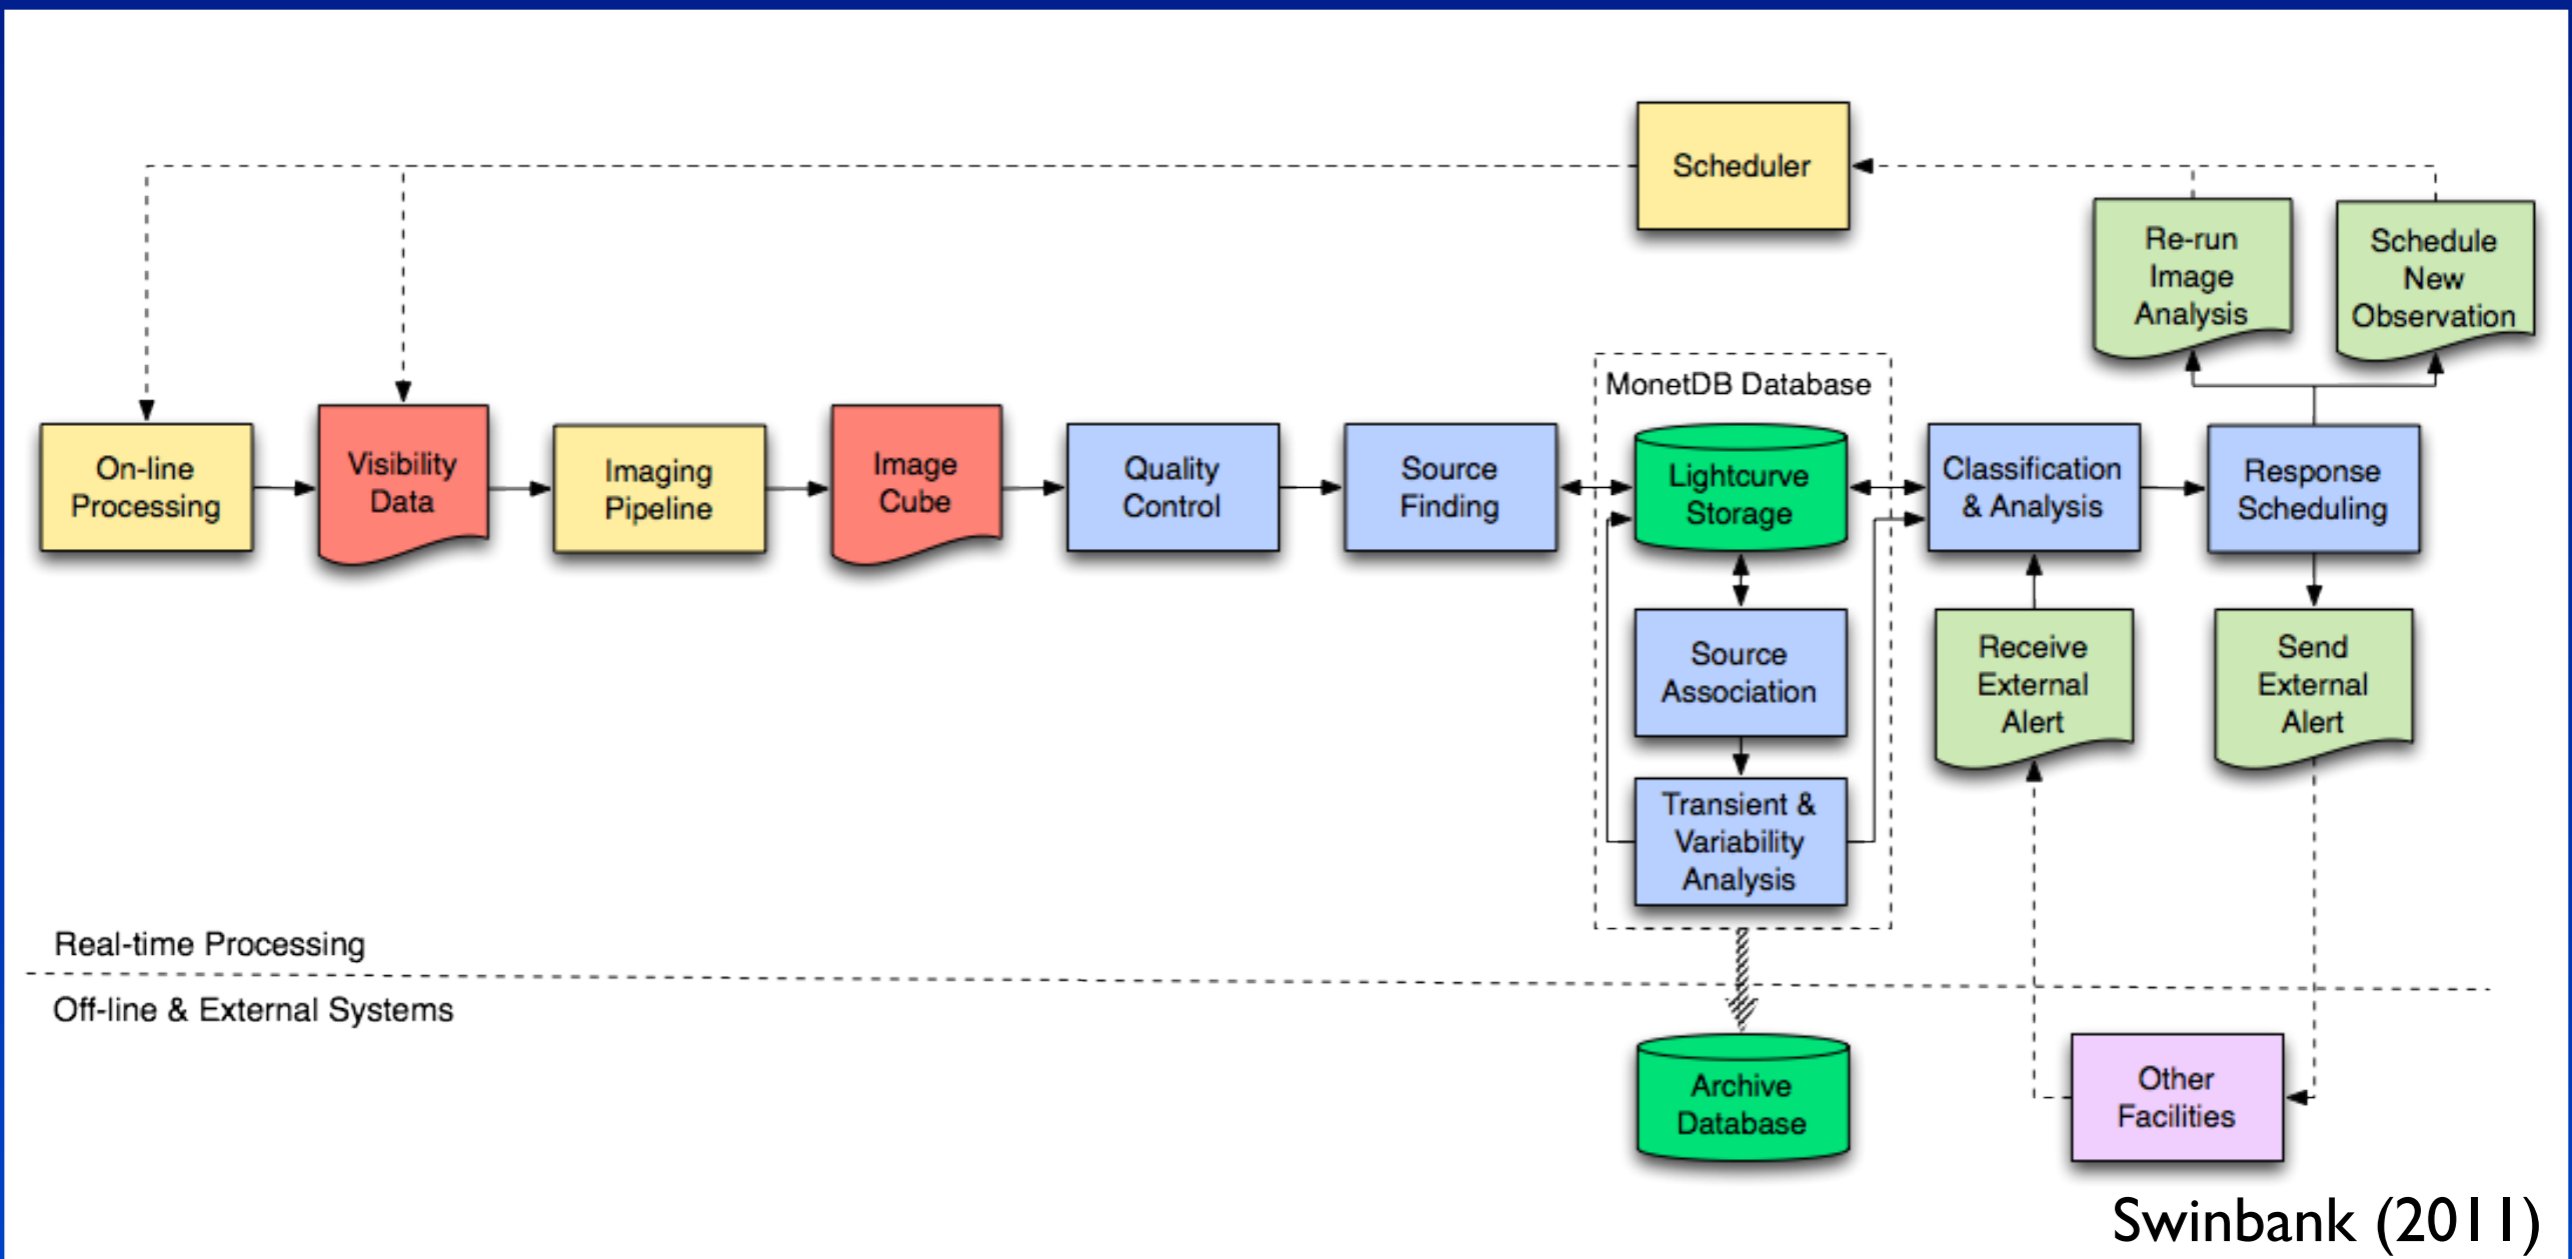 Scheduler
Re-run
Image
Analysis
Schedule
New
Observation
MonetDB Database
On-line
Processing
Visibility
Data
Imaging
Pipeline
Image
Cube
Quality
Control
Source
Finding
Lightcurve
Storage
Classification
& Analysis
Response
Scheduling
Source
Association
Receive
External
Alert
Send
External
Alert
Transient &
Variability
Analysis
Real-time Processing
Off-line & External Systems
Archive
Database
Other
Facilities
Swinbank (2011)